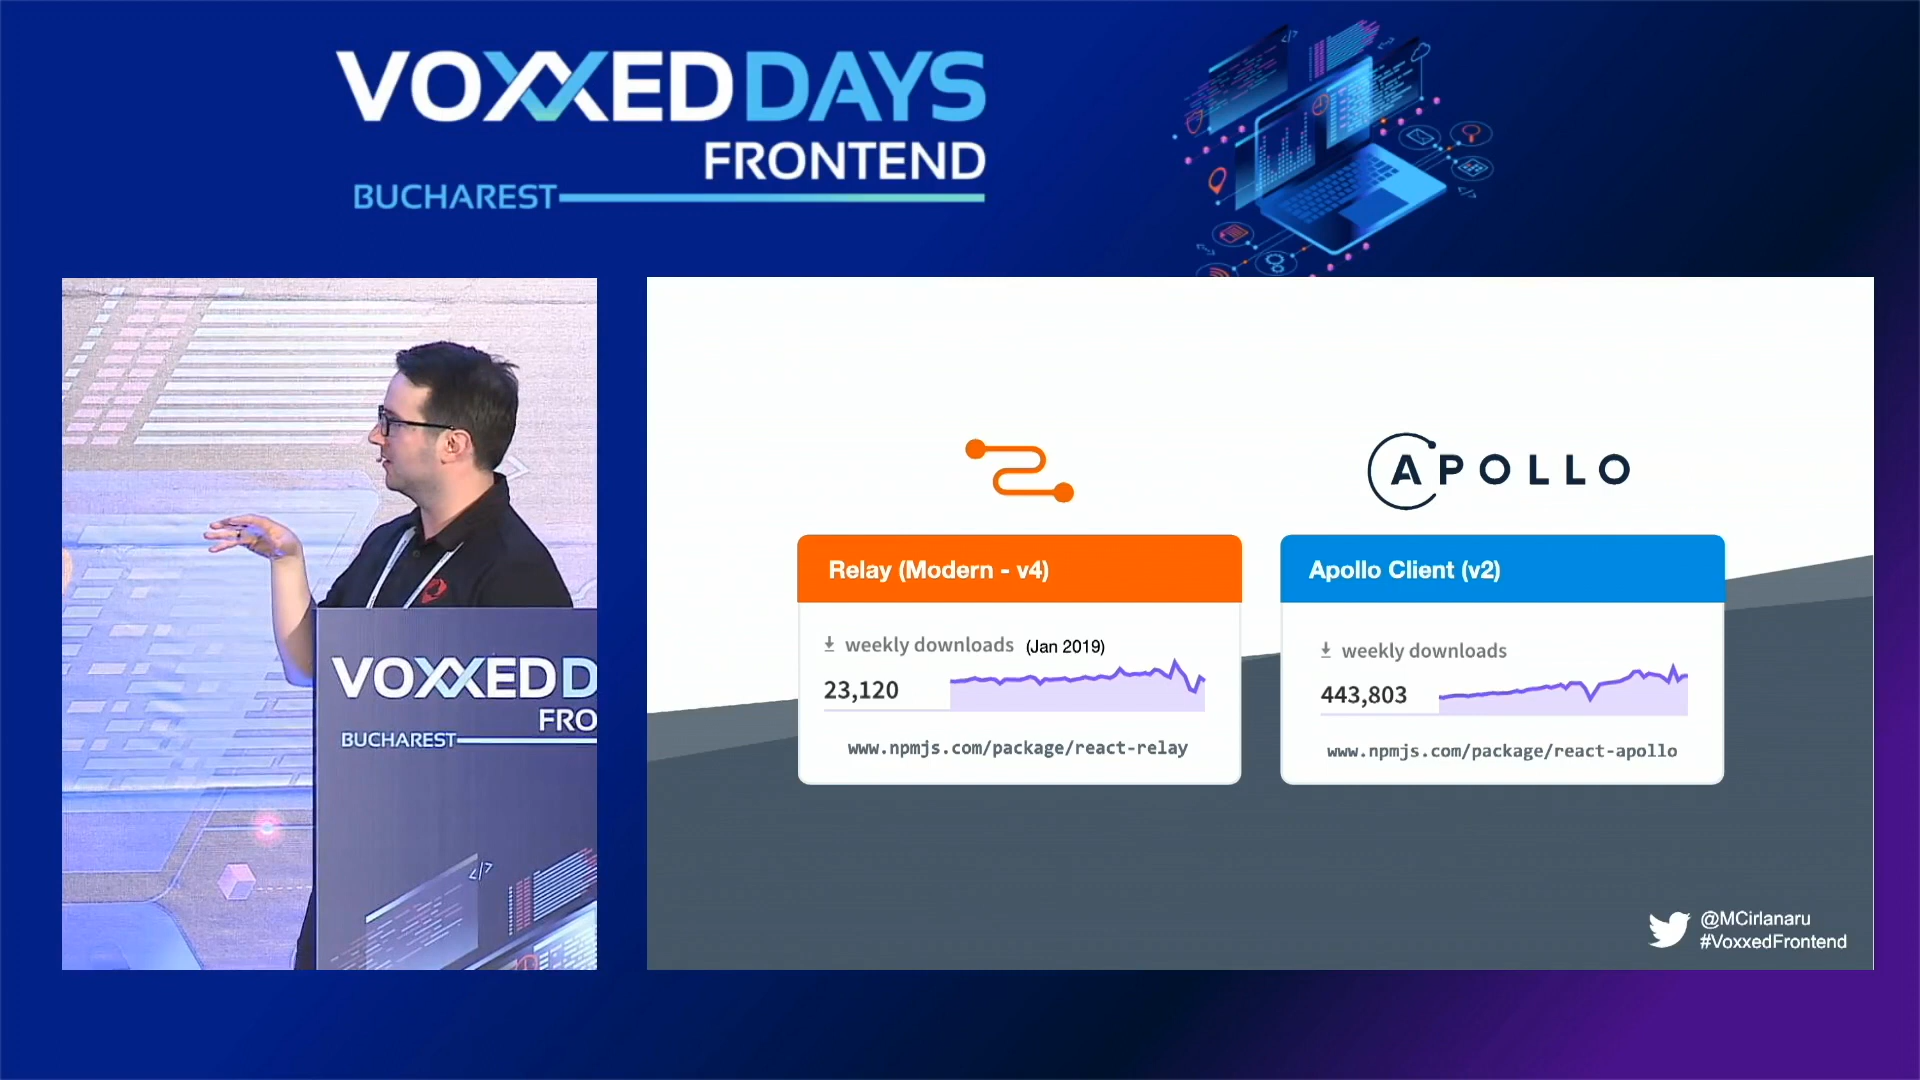 VOXXEDDAYS
FRONTEND
BUCHAREST
VOXXED D
FRO
BUCHAREST
APOLLO
Relay (Modern - v4)
weekly downloads (Jan 2019)
23,120
www.npmjs.com/package/react-relay
Apollo Client (v2)
weekly downloads
443,803
www.npmjs.com/package/react-apollo
@MCirlanaru
#VoxxedFrontend